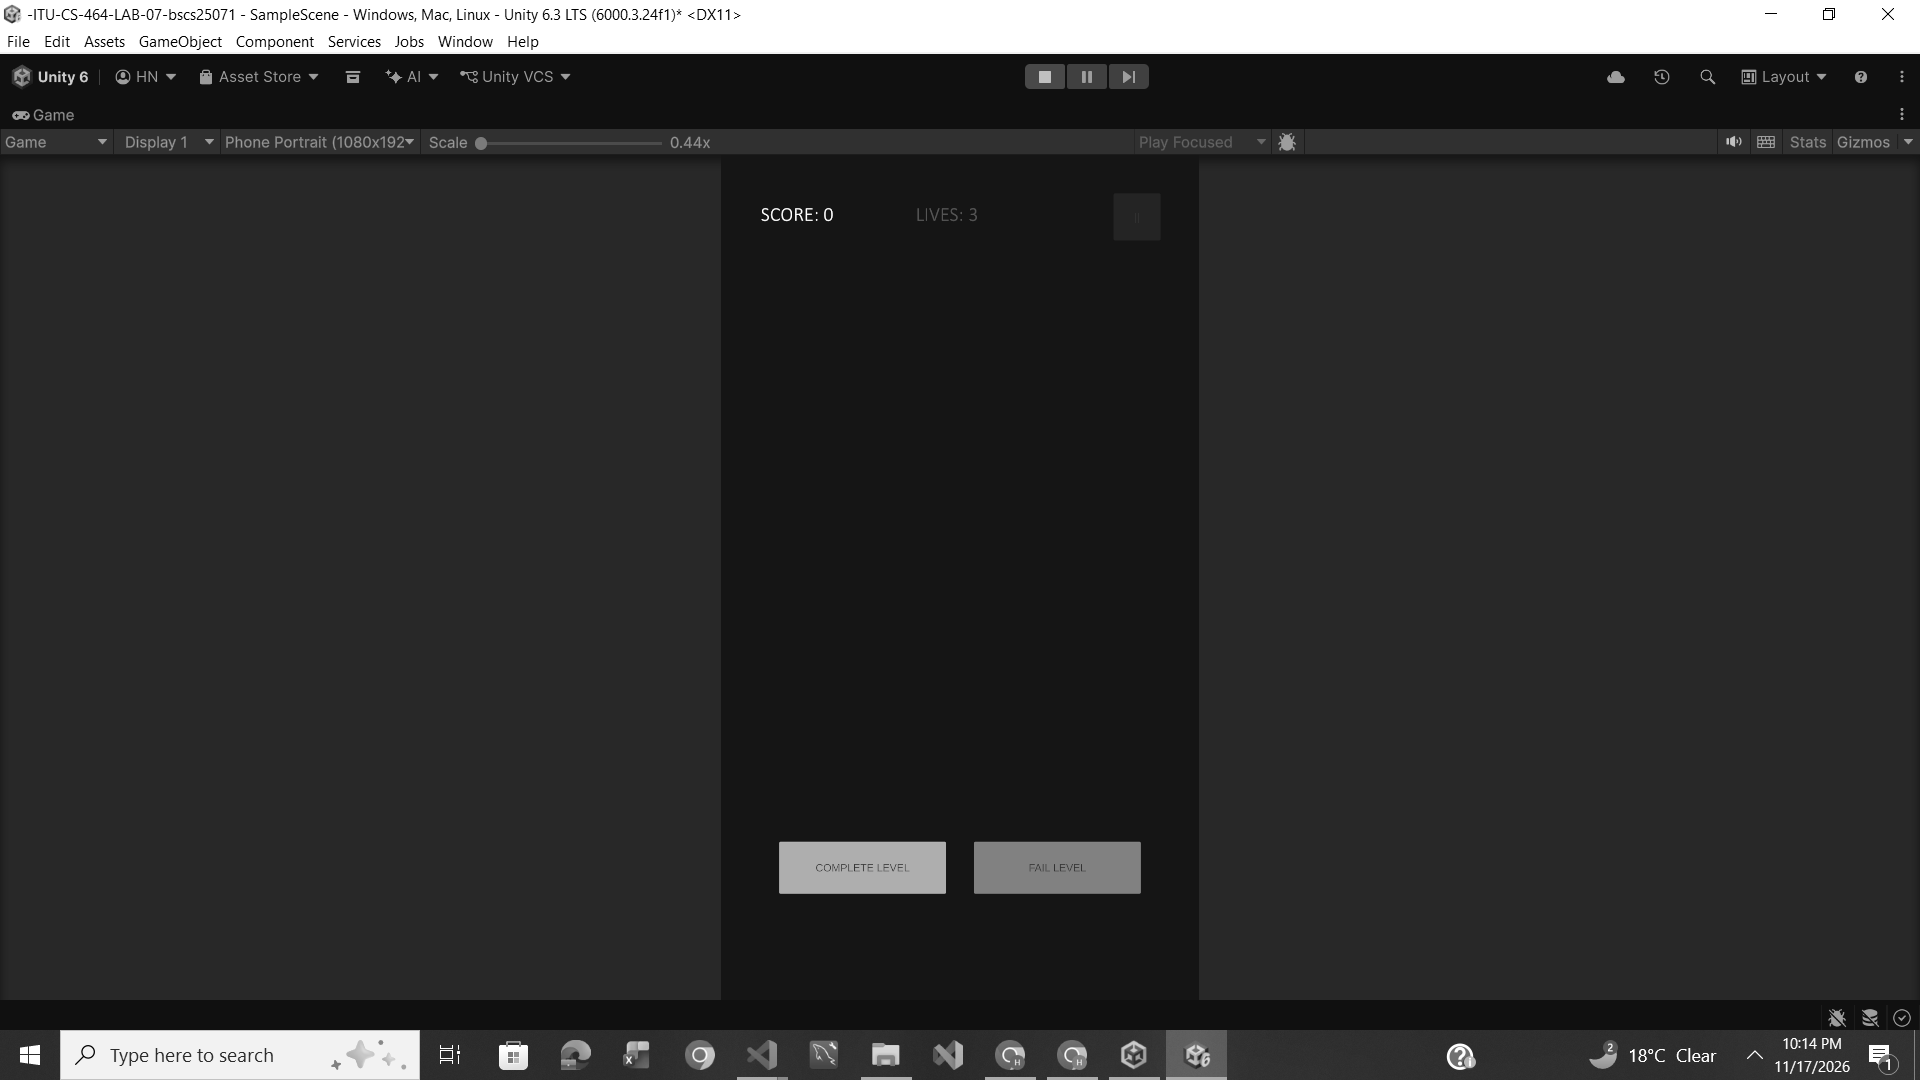 -ITU-CS-464-LAB-07-bscs25071 - SampleScene - Windows, Mac, Linux - Unity 6.3 LTS (6000.3.24f1)* <DX11>
File Edit Assets GameObject Component Services Jobs Window Help
Unity 6 HN Asset Store AI Unity VCS Layout
Game
Game Display 1 Phone Portrait (1080x192 Scale 0.44x Play Focused Stats Gizmos
SCORE: 0 LIVES: 3 ||
COMPLETE LEVEL FAIL LEVEL
Type here to search
2 18°C Clear
10:14 PM
11/17/2026
1